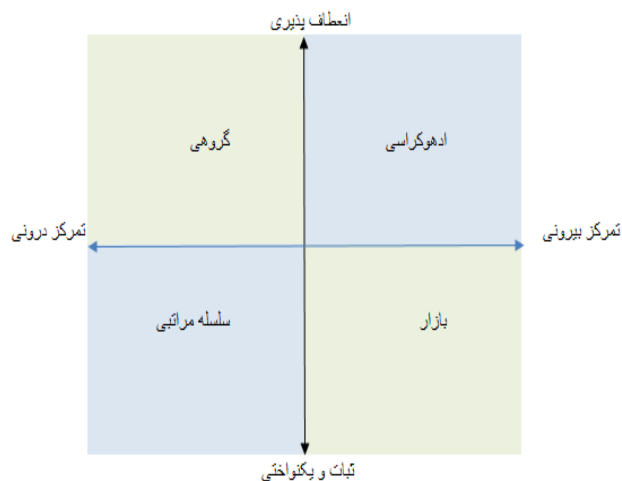 انعطاف پذیری
ادهوکراسی
گروهی
تمرکز بیرونی
تمرکز درونی
بازار
سلسله مراتبی
ثبات و یکنواختی